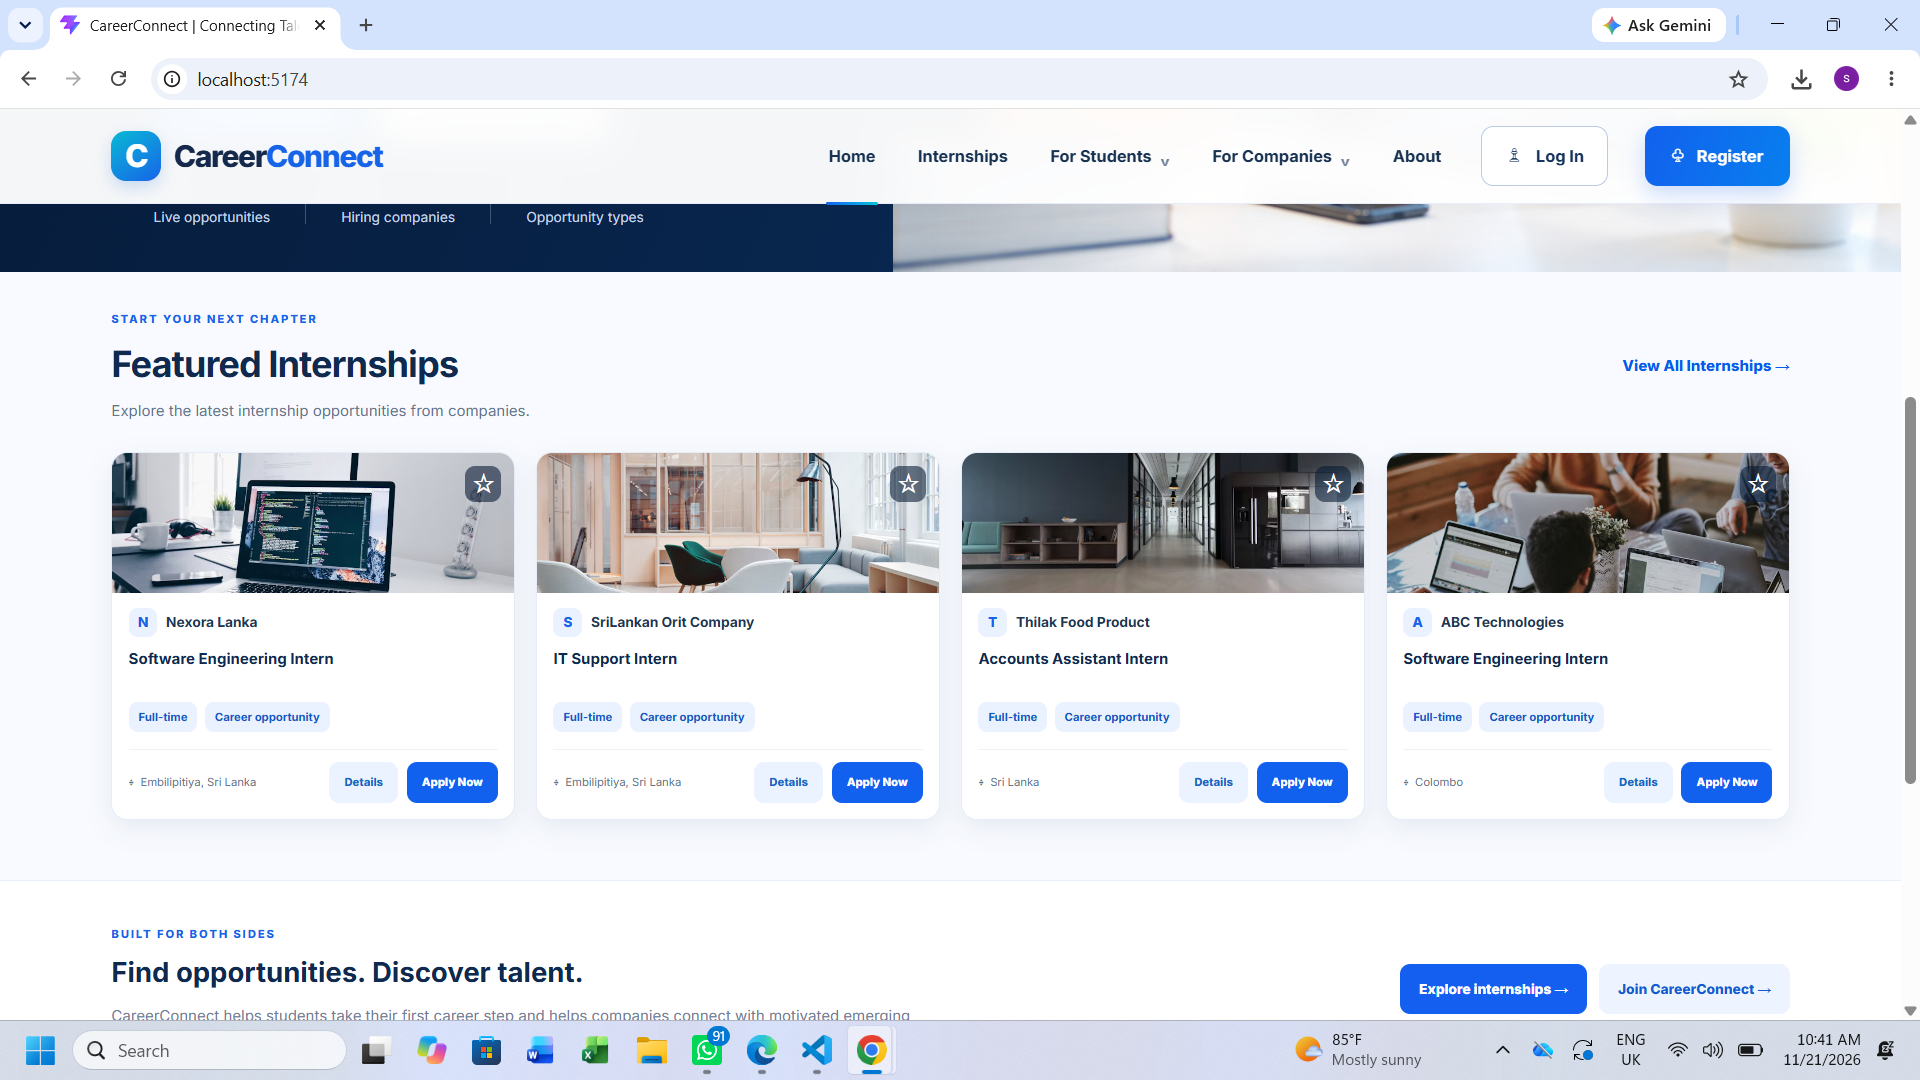 CareerConnect | Connecting Tal
Ask Gemini
localhost:5174
S
C CareerConnect
Home
Internships
For Students v
For Companies v
About
Log In
Register
Live opportunities
Hiring companies
Opportunity types
START YOUR NEXT CHAPTER
Featured Internships
View All Internships →
Explore the latest internship opportunities from companies.
N Nexora Lanka
Software Engineering Intern
Full-time Career opportunity
Embilipitiya, Sri Lanka Details Apply Now
S SriLankan Orit Company
IT Support Intern
Full-time Career opportunity
Embilipitiya, Sri Lanka Details Apply Now
T Thilak Food Product
Accounts Assistant Intern
Full-time Career opportunity
Sri Lanka Details Apply Now
A ABC Technologies
Software Engineering Intern
Full-time Career opportunity
Colombo Details Apply Now
BUILT FOR BOTH SIDES
Find opportunities. Discover talent.
Explore internships →
Join CareerConnect →
CareerConnect helps students take their first career step and helps companies connect with motivated emerging
Search
91
85°F
Mostly sunny
ENG
UK
10:41 AM
11/21/2026